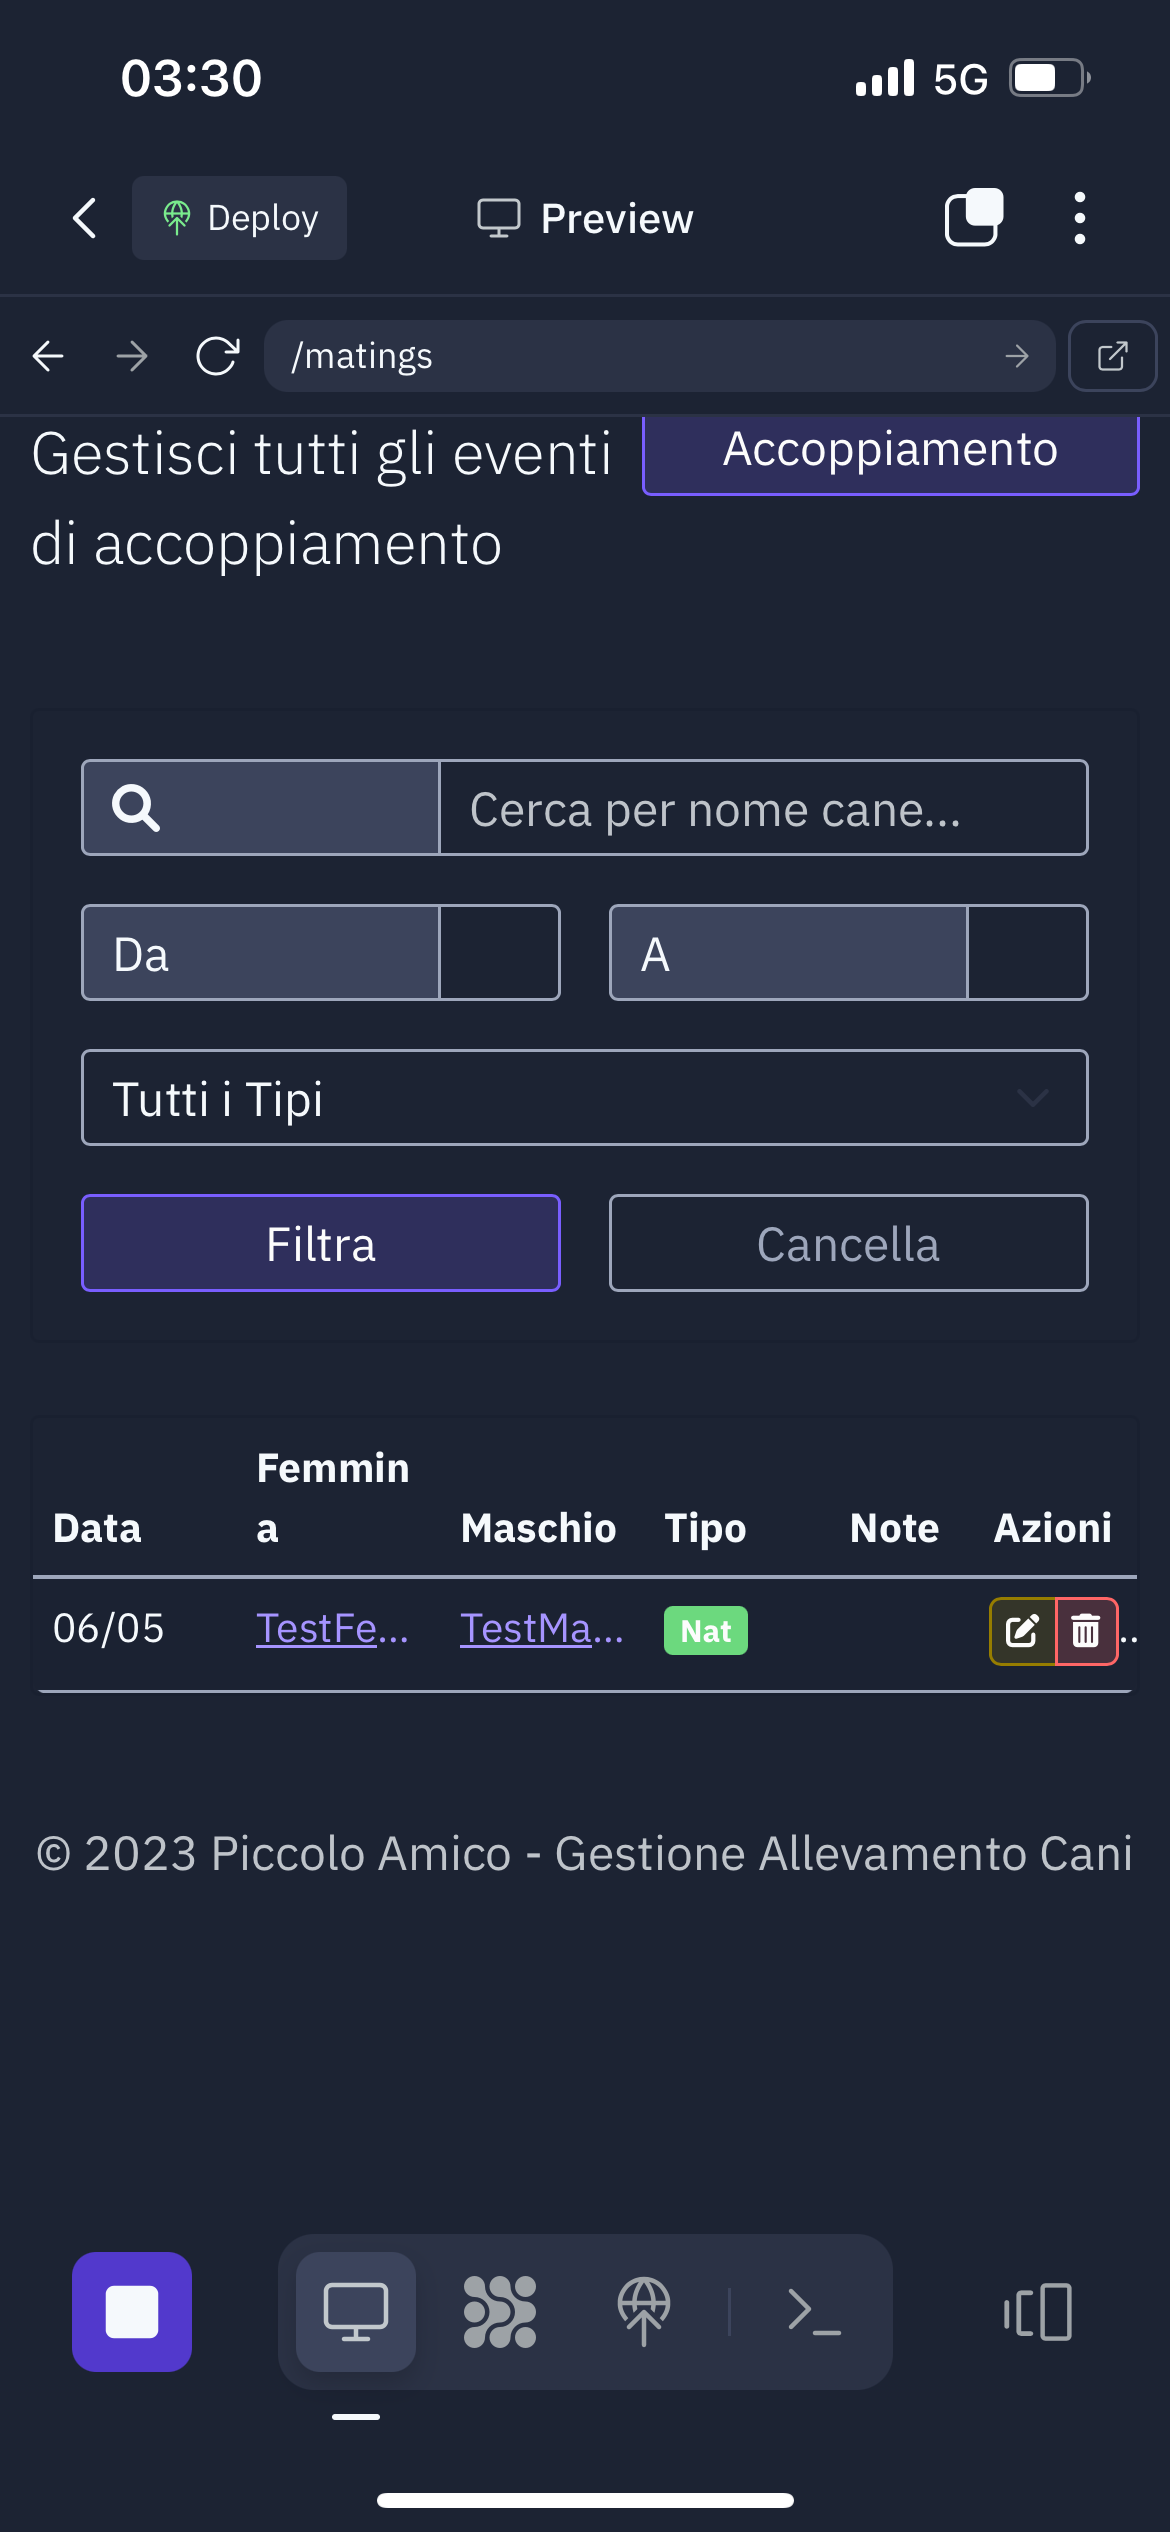 03:30
5G
Deploy
Preview
/matings
Gestisci tutti gli eventi
di accoppiamento
Accoppiamento
Cerca per nome cane...
Da
A
Tutti i Tipi
Filtra
Cancella
Data
Femmin
a
Maschio
Tipo
Note
Azioni
06/05
TestFe...
TestMa...
Nat
..
© 2023 Piccolo Amico - Gestione Allevamento Cani